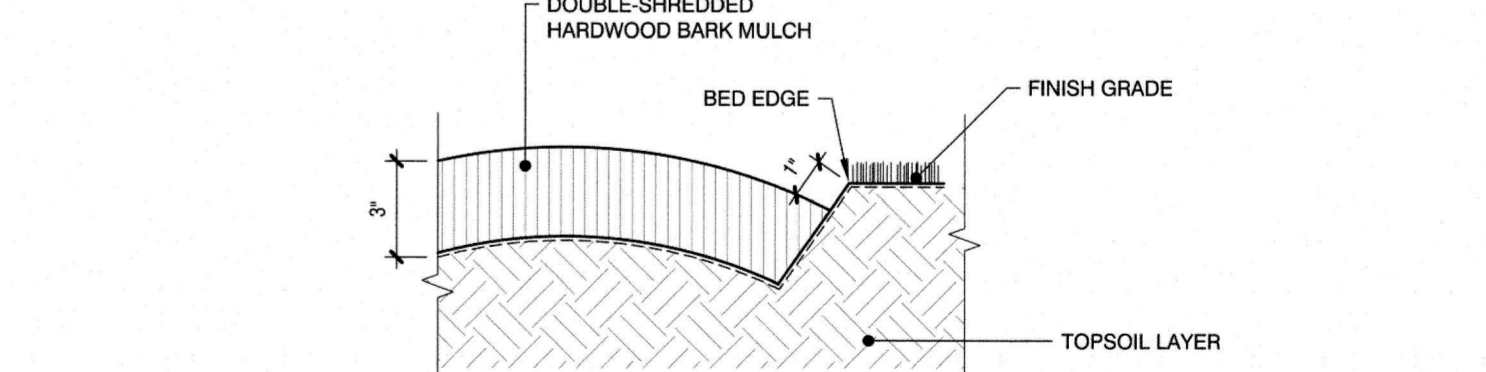 DOUBLE-SHREDDED
HARDWOOD BARK MULCH
BED EDGE
FINISH GRADE
1"
3"
TOPSOIL LAYER